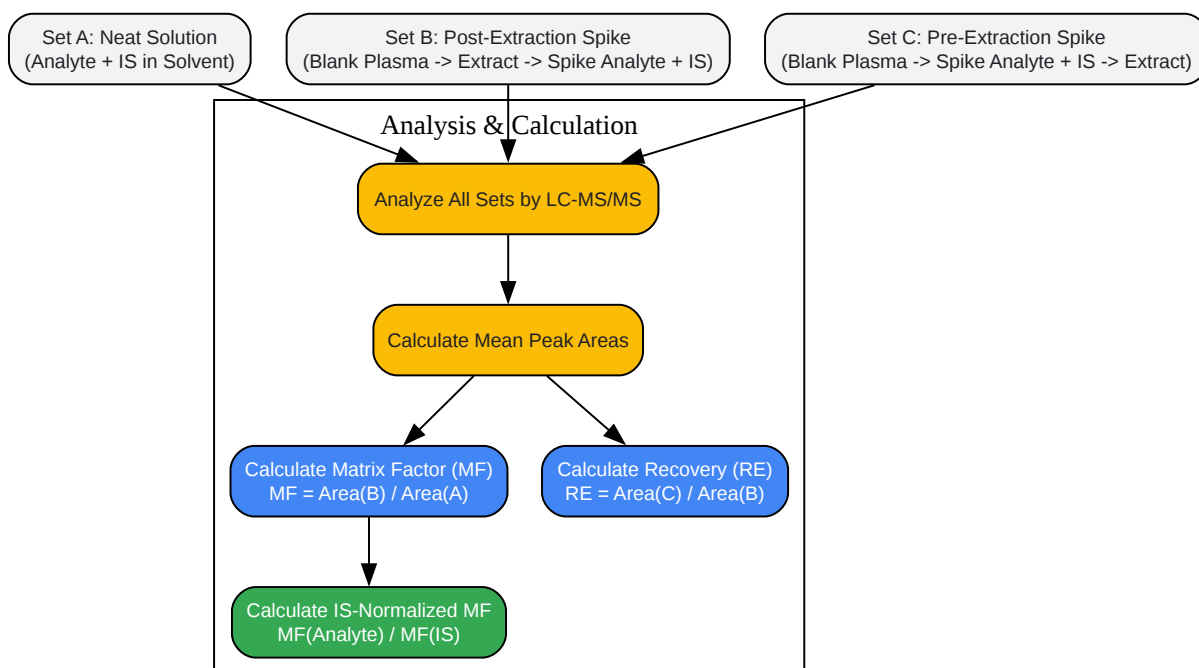 Set A: Neat Solution
(Analyte + IS in Solvent)
Set B: Post-Extraction Spike
(Blank Plasma -> Extract -> Spike Analyte + IS)
Set C: Pre-Extraction Spike
(Blank Plasma -> Spike Analyte + IS -> Extract)
Analysis & Calculation
Analyze All Sets by LC-MS/MS
Calculate Mean Peak Areas
Calculate Matrix Factor (MF)
MF = Area(B) / Area(A)
Calculate Recovery (RE)
RE = Area(C) / Area(B)
Calculate IS-Normalized MF
MF(Analyte) / MF(IS)